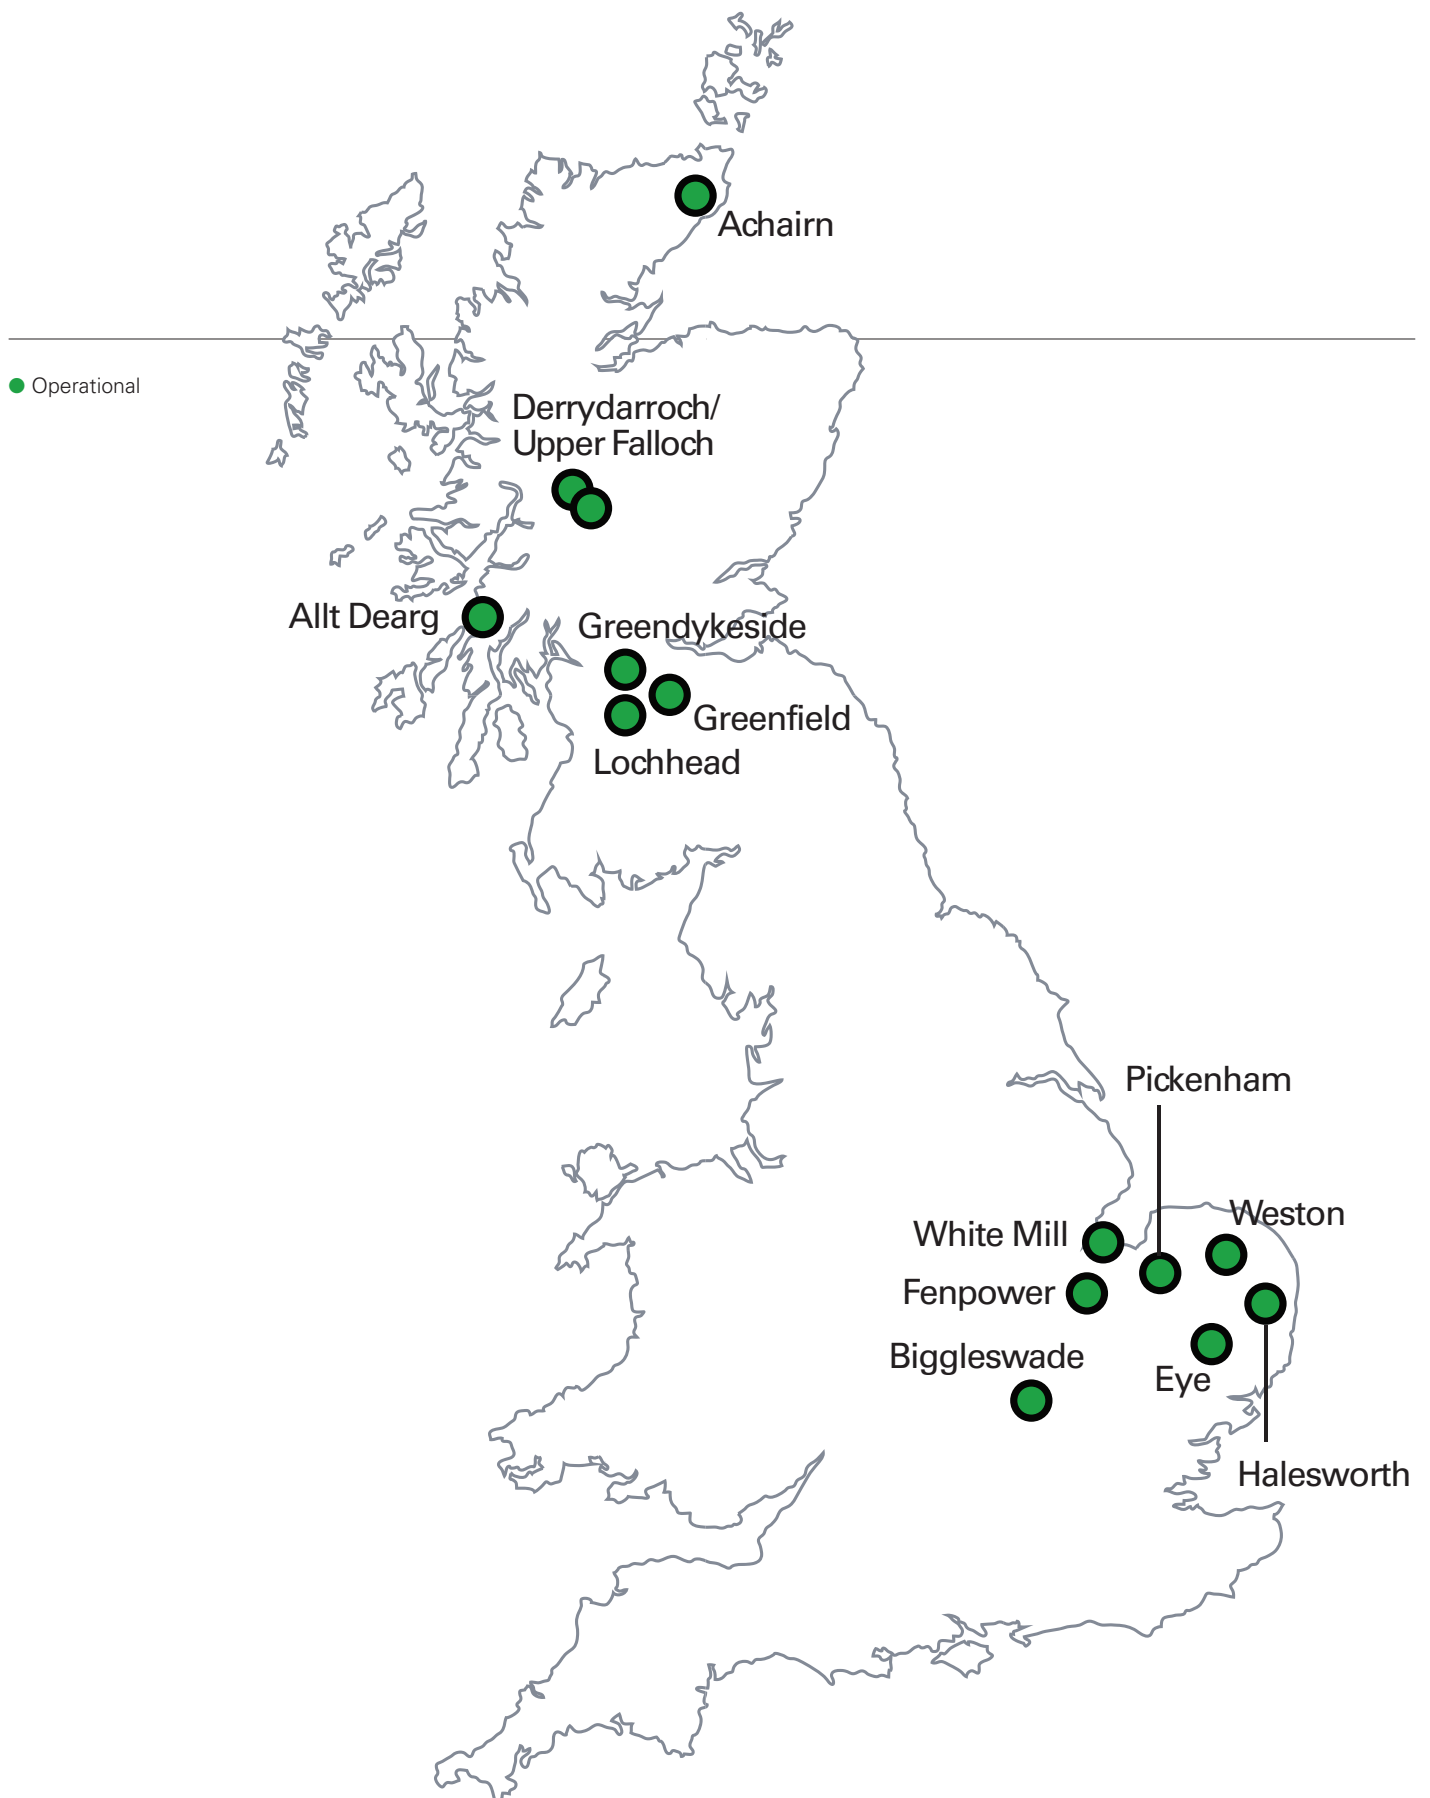 Achairn
Operational
Derrydarroch/
Upper Falloch
Allt Dearg
Greendykeside
Greenfield
Lochhead
Pickenham
Weston
White Mill
Fenpower
Biggleswade
Eye
Halesworth